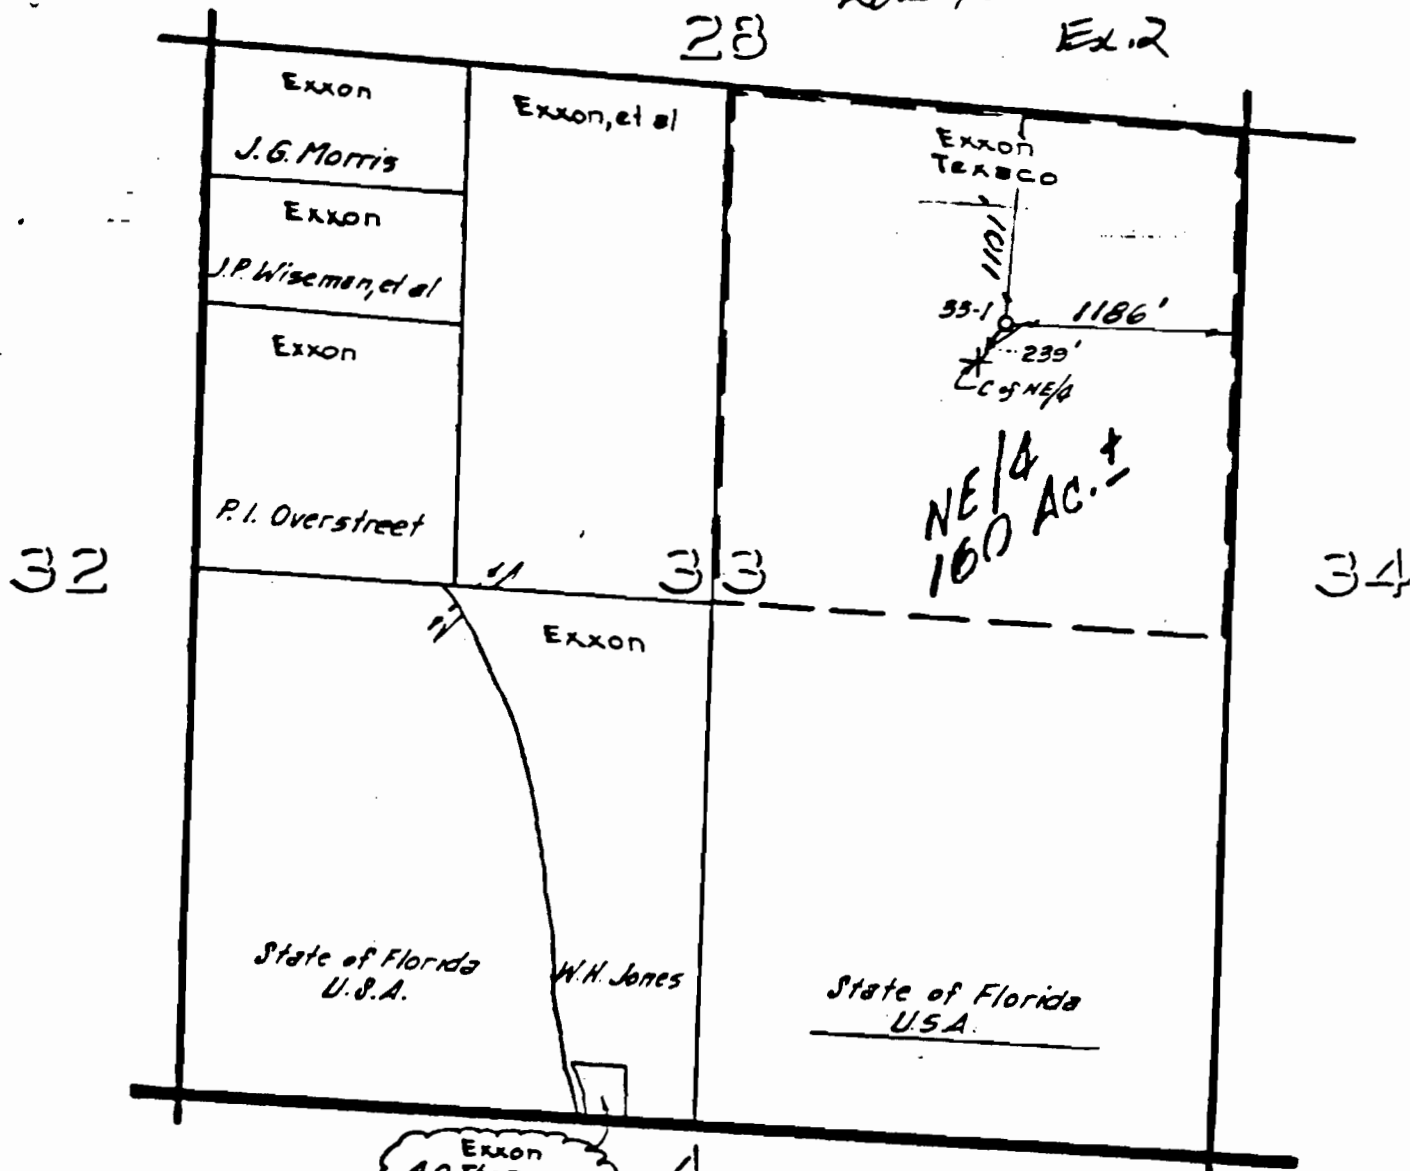 28
Ex.2
Exxon
J.G. Morris
Exxon, et al
Exxon
Texaco
Exxon
J.P. Wiseman, et al
1101'
33-1
1186'
239'
C of NE/4
Exxon
P.I. Overstreet
NE/4
160 AC. ±
32
33
34
Exxon
State of Florida
U.S.A.
W.H. Jones
State of Florida
U.S.A.
Exxon
4